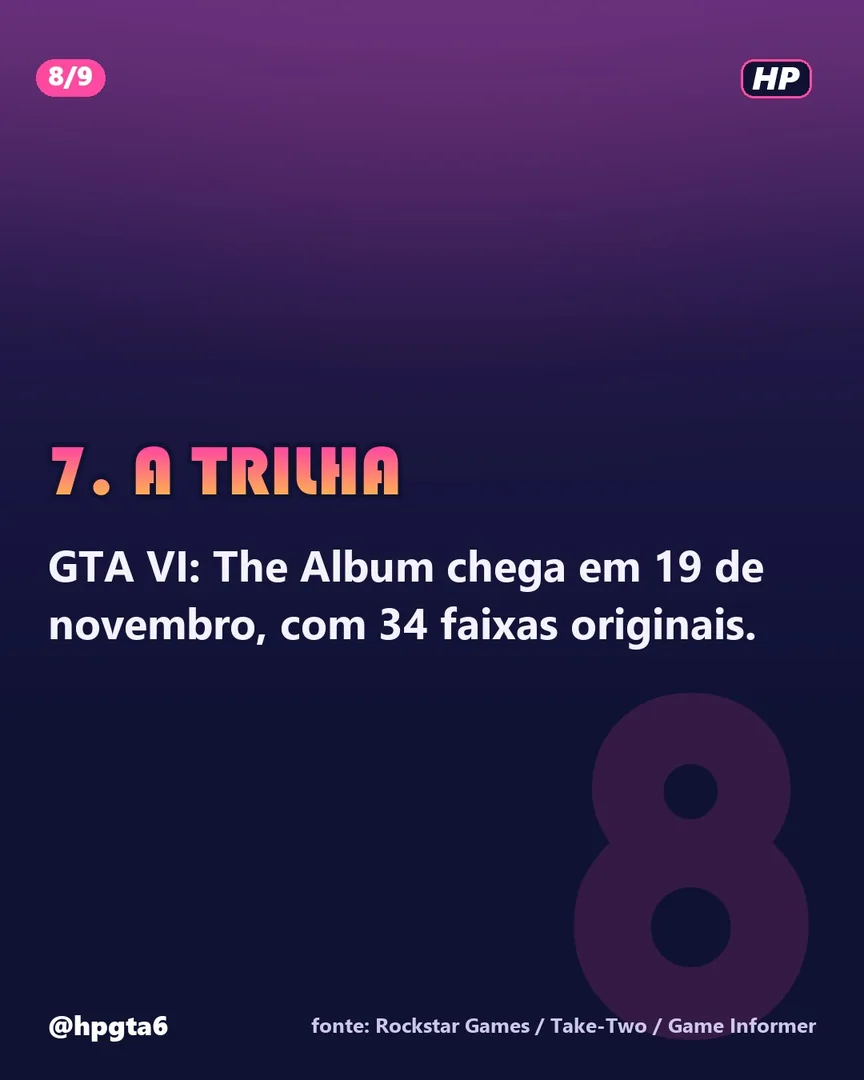 8/9
HP
7. A TRILHA
GTA VI: The Album chega em 19 de
novembro, com 34 faixas originais.
8
@hpgta6
fonte: Rockstar Games / Take-Two / Game Informer